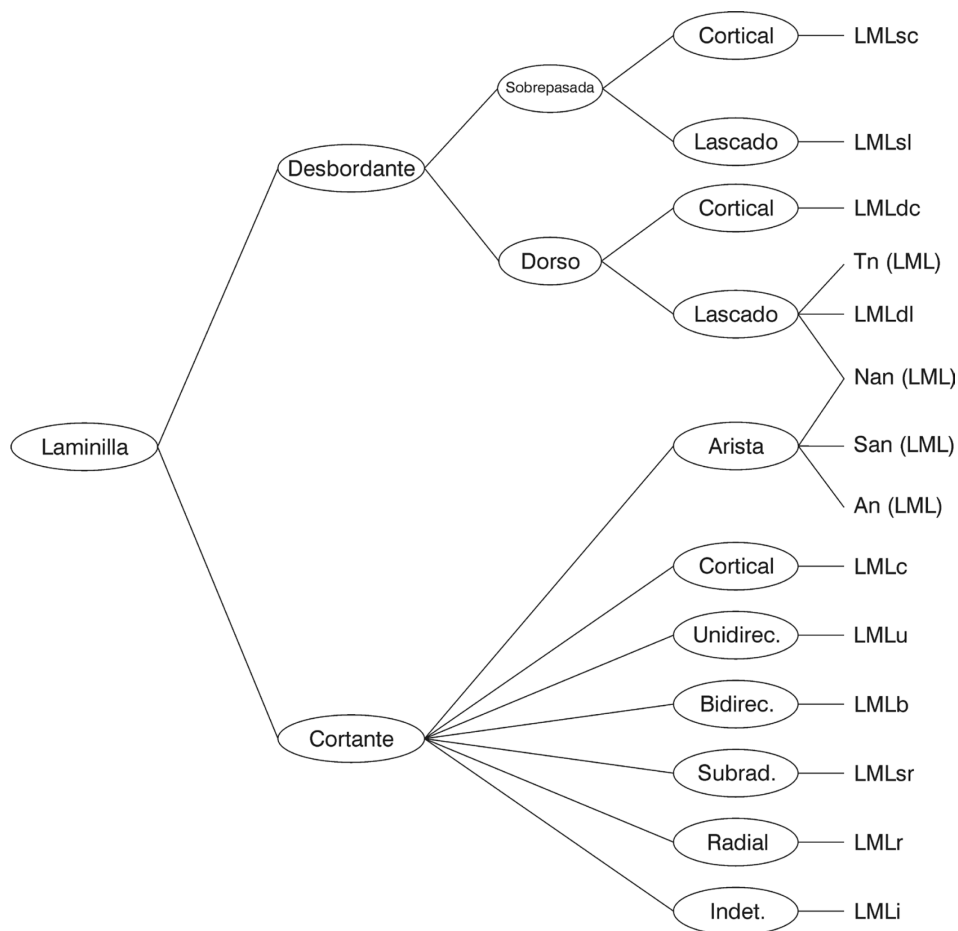 Cortical LMLsc
Sobrepasada
Lascado LMLsl
Desbordante
Cortical LMLdc
Dorso
Tn (LML)
Lascado LMLdl
Nan (LML)
Laminilla
Arista San (LML)
An (LML)
Cortical LMLc
Unidirec. LMLu
Bidirec. LMLb
Cortante
Subrad. LMLsr
Radial LMLr
Indet. LMLi